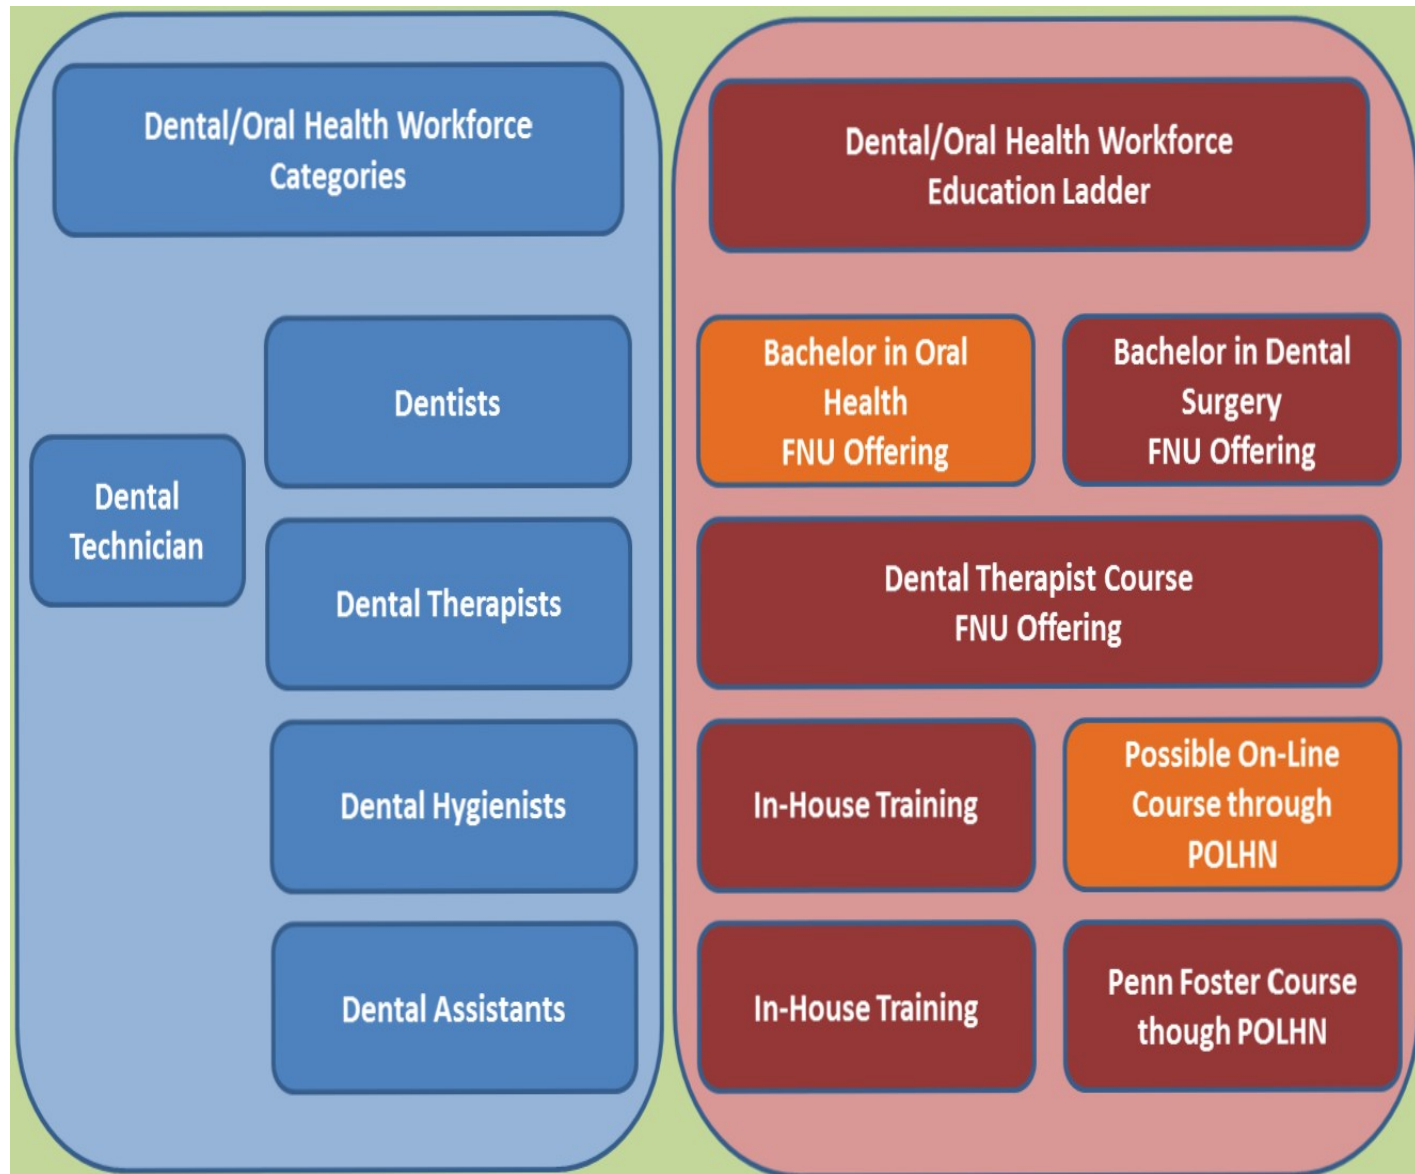 Dental/Oral Health Workforce
Categories
Dental
Technician
Dentists
Dental Therapists
Dental Hygienists
Dental Assistants
Dental/Oral Health Workforce
Education Ladder
Bachelor in Oral
Health
FNU Offering
Bachelor in Dental
Surgery
FNU Offering
Dental Therapist Course
FNU Offering
In-House Training
Possible On-Line
Course through
POLHN
In-House Training
Penn Foster Course
though POLHN